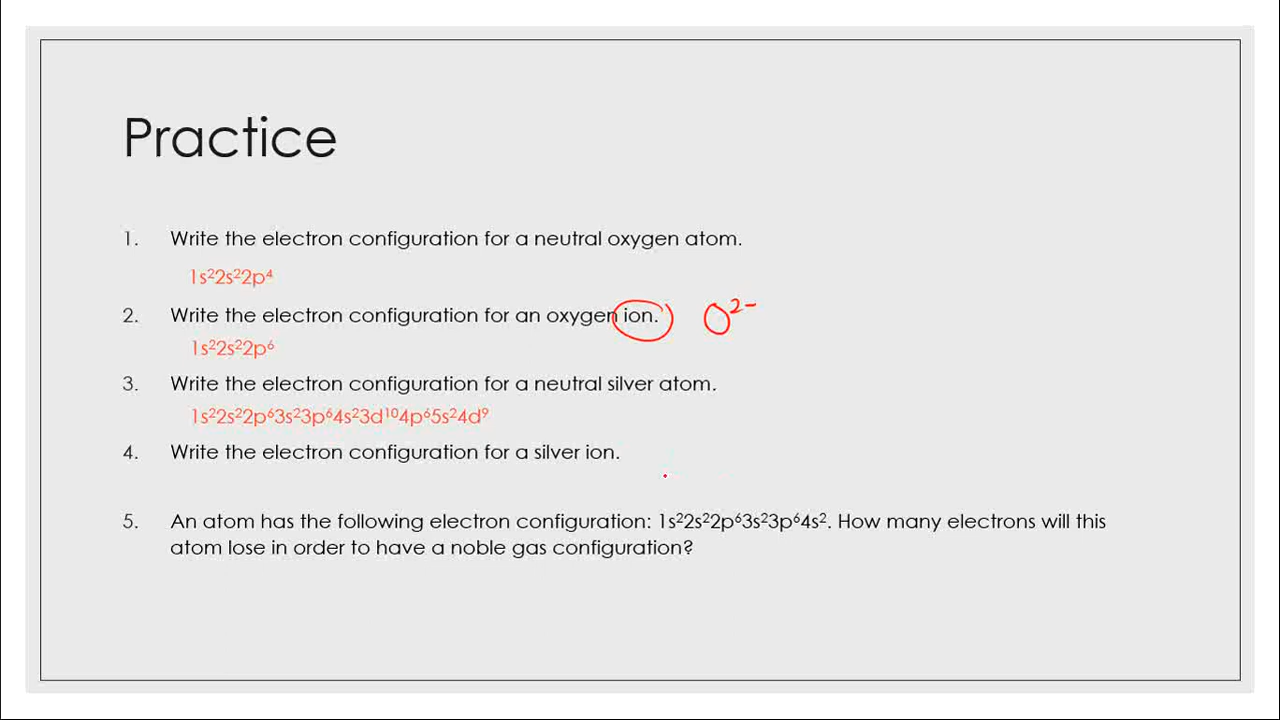 Practice
1. Write the electron configuration for a neutral oxygen atom.
1s²2s²2p⁴
2. Write the electron configuration for an oxygen ion. O²⁻
1s²2s²2p⁶
3. Write the electron configuration for a neutral silver atom.
1s²2s²2p⁶3s²3p⁶4s²3d¹⁰4p⁶5s²4d⁹
4. Write the electron configuration for a silver ion.
5. An atom has the following electron configuration: 1s²2s²2p⁶3s²3p⁶4s². How many electrons will this
atom lose in order to have a noble gas configuration?